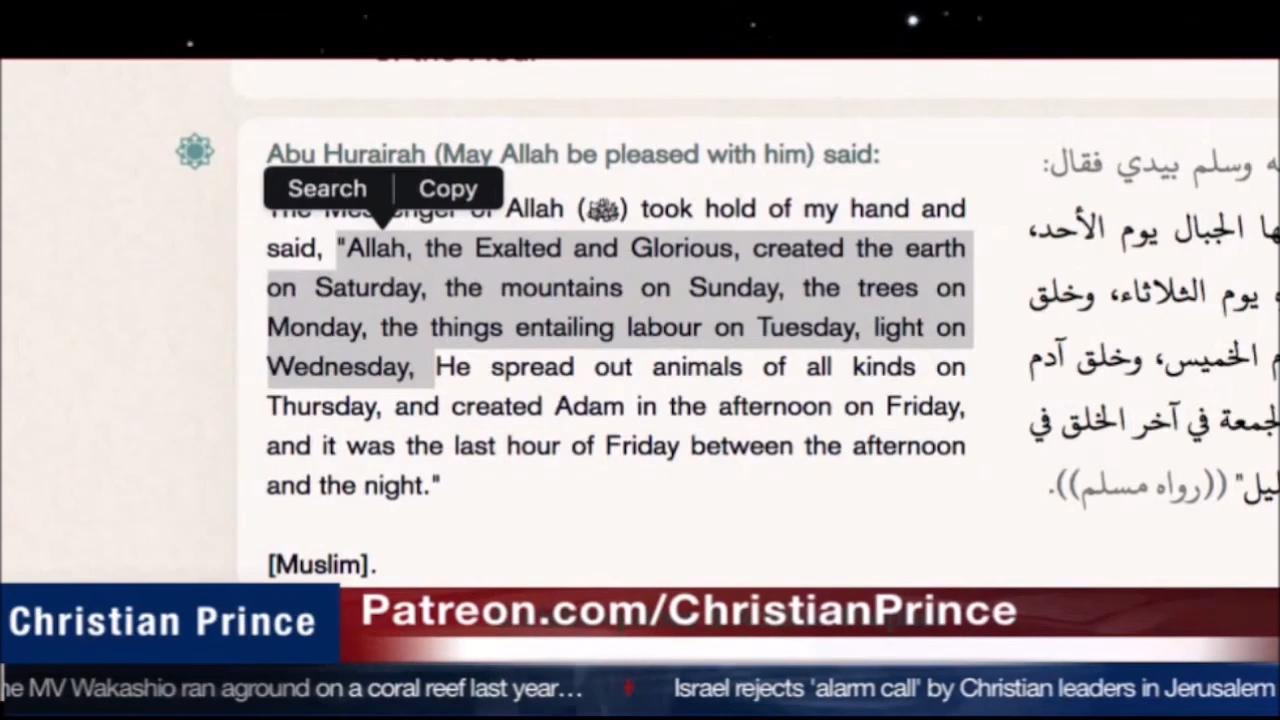 Abu Hurairah (May Allah be pleased with him) said:
Search Copy
The Messenger of Allah (ﷺ) took hold of my hand and
said, "Allah, the Exalted and Glorious, created the earth
on Saturday, the mountains on Sunday, the trees on
Monday, the things entailing labour on Tuesday, light on
Wednesday, He spread out animals of all kinds on
Thursday, and created Adam in the afternoon on Friday,
and it was the last hour of Friday between the afternoon
and the night."
[Muslim].
وسلم بيدي فقال:
الجبال يوم الأحد،
يوم الثلاثاء، وخلق
الخميس، وخلق آدم
في آخر الخلق في
((رواه مسلم)).
Christian Prince
Patreon.com/ChristianPrince
MV Wakashio ran aground on a coral reef last year... Israel rejects 'alarm call' by Christian leaders in Jerusalem